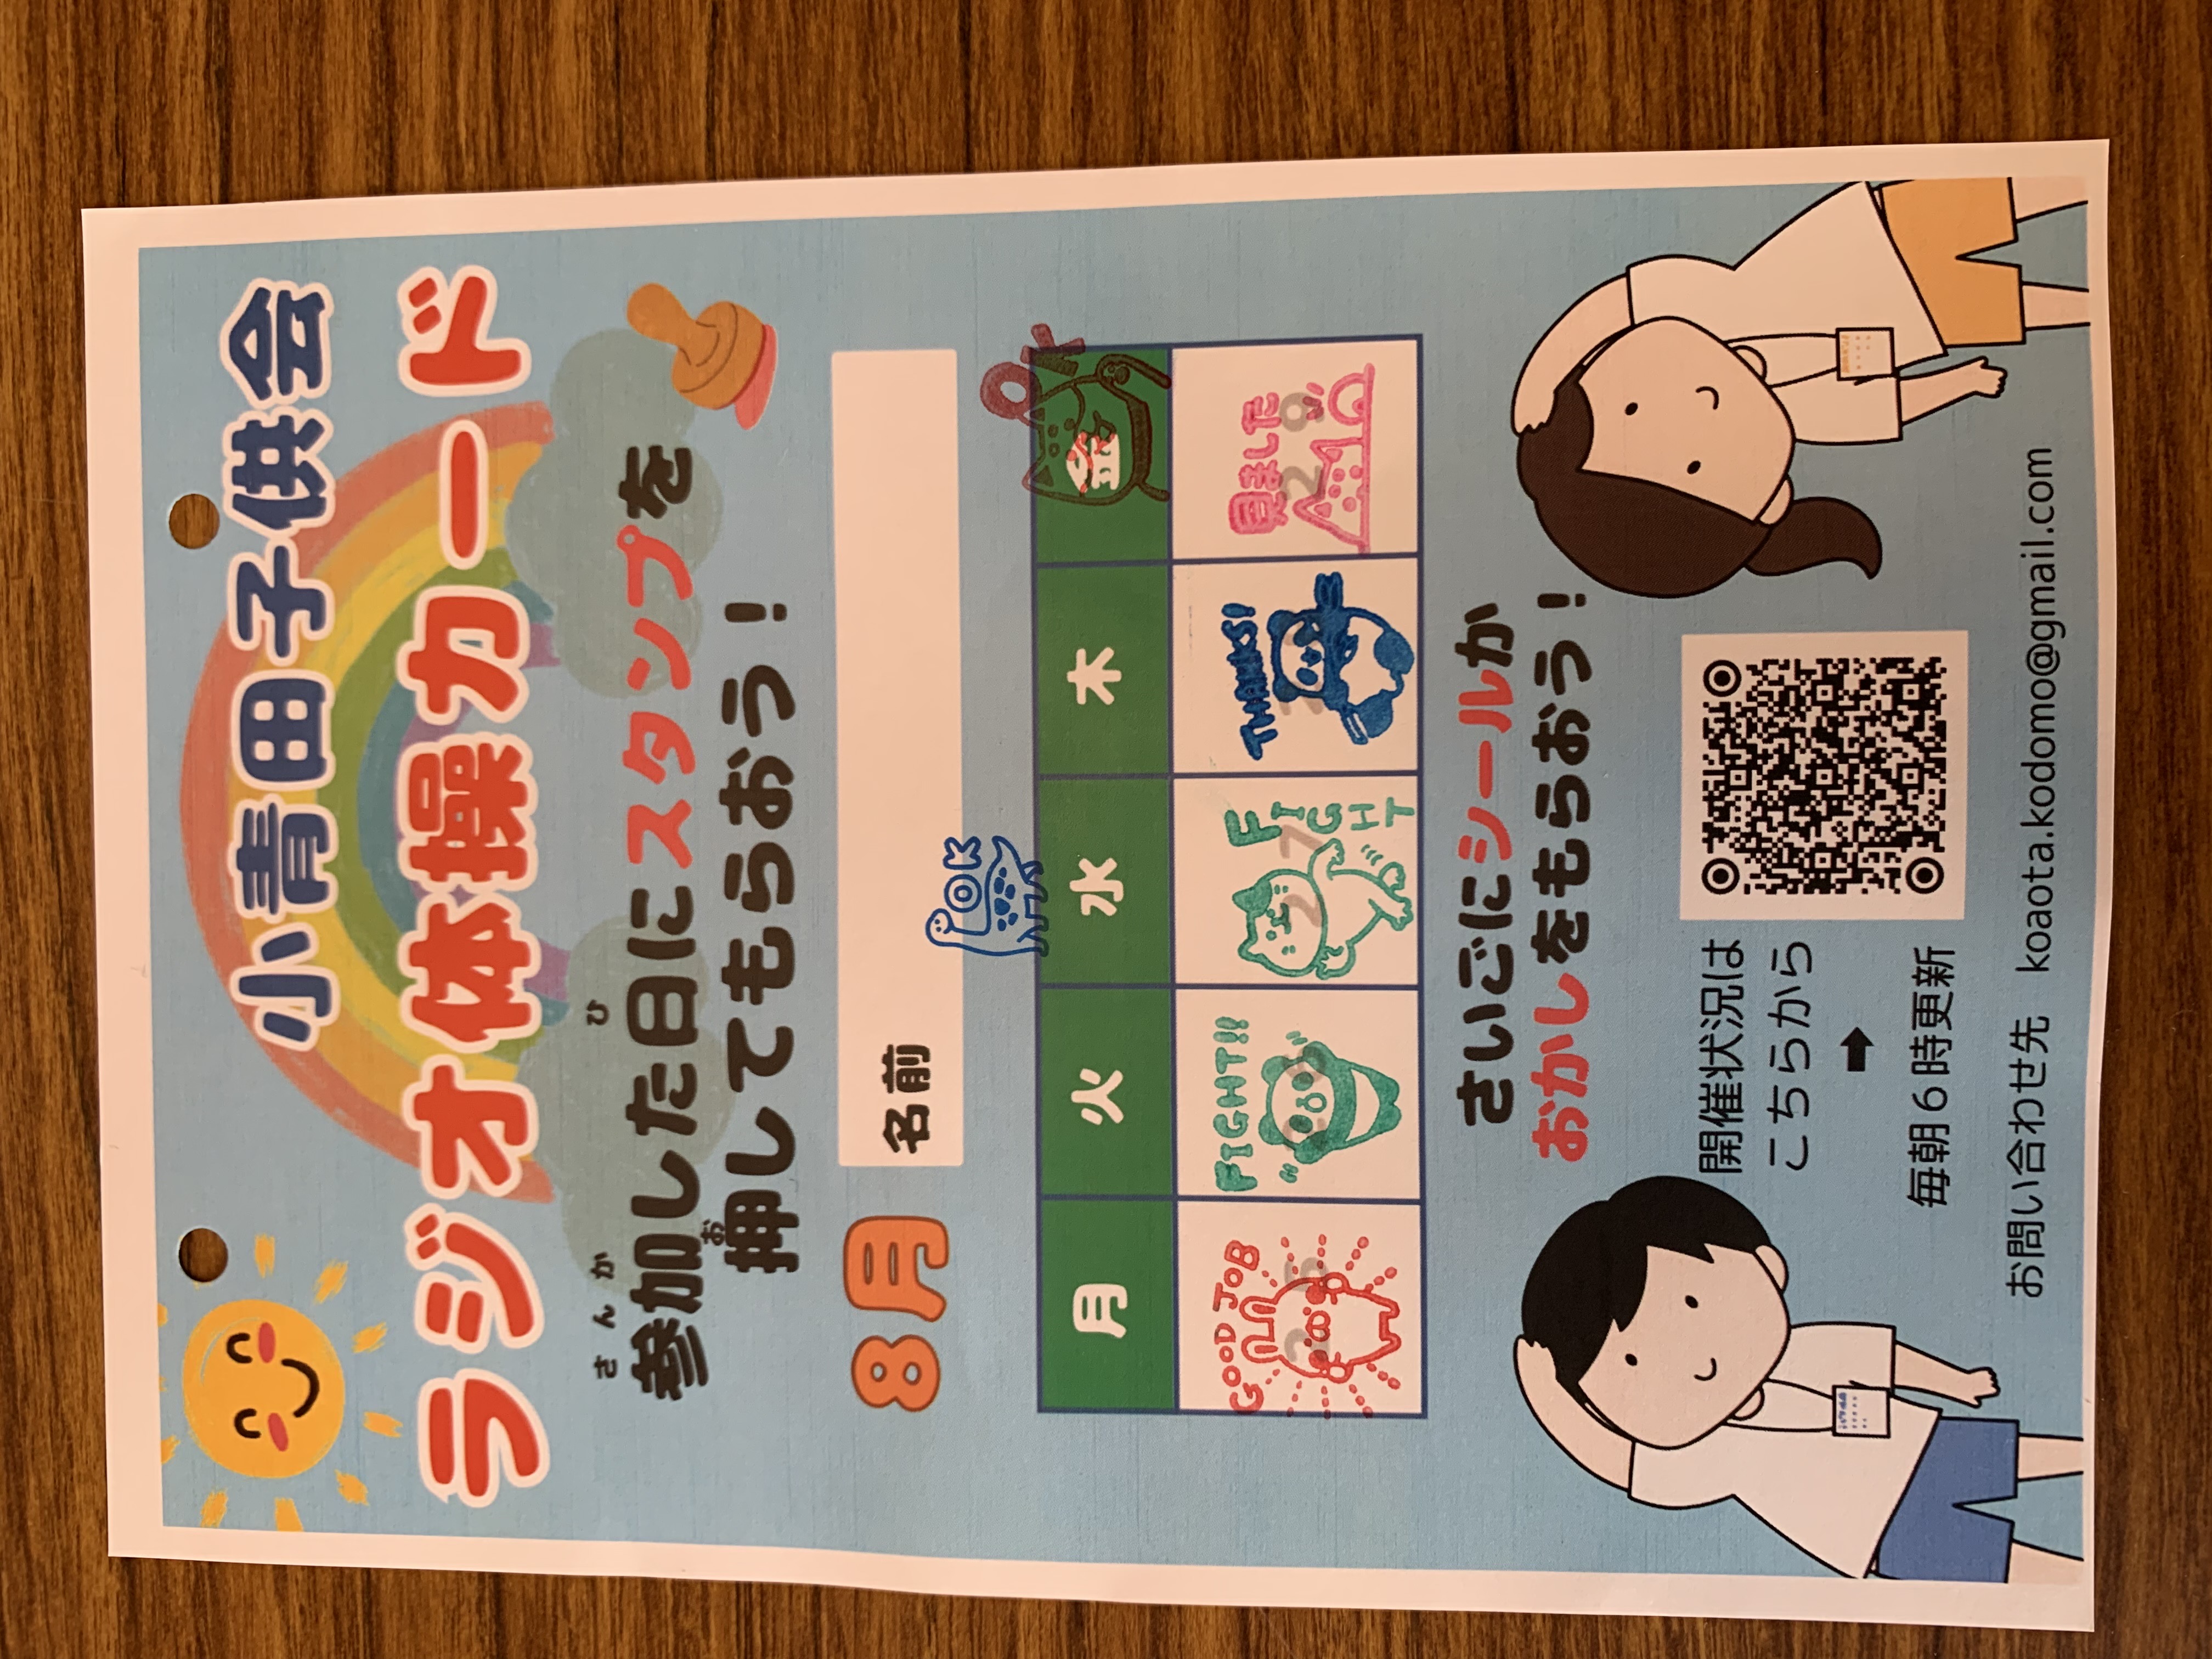 小青田子供会
ラジオ体操カード
さんか ひ
参加した日にスタンプを
お
押してもらおう！
8月
名前
OK
OK
月 火 水 木 金
GOOD JOB FIGHT!! FIGHT THANKS! 見ました
25 26 27 29
さいごにシールか
おかしをもらおう！
開催状況は
こちらから
➡
毎朝６時更新
お問い合わせ先 koaota.kodomo@gmail.com